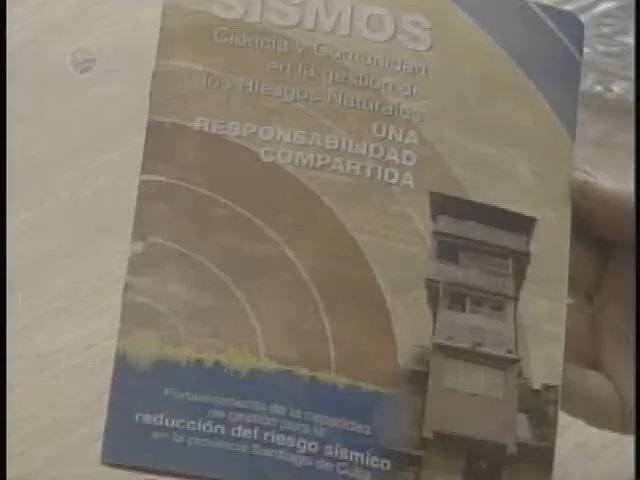 SISMOS
Ciencia y Comunidad
en la gestión de
los Riesgos Naturales
UNA
RESPONSABILIDAD
COMPARTIDA
Fortalecimiento de la capacidad
de gestión para la
reducción del riesgo sísmico
en la provincia Santiago de Cuba